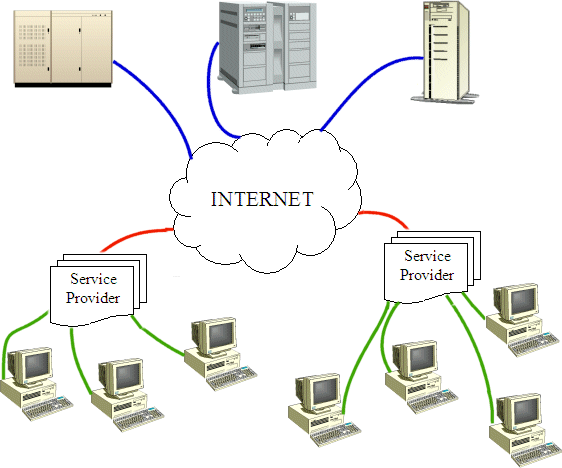 INTERNET
Service
Provider
Service
Provider